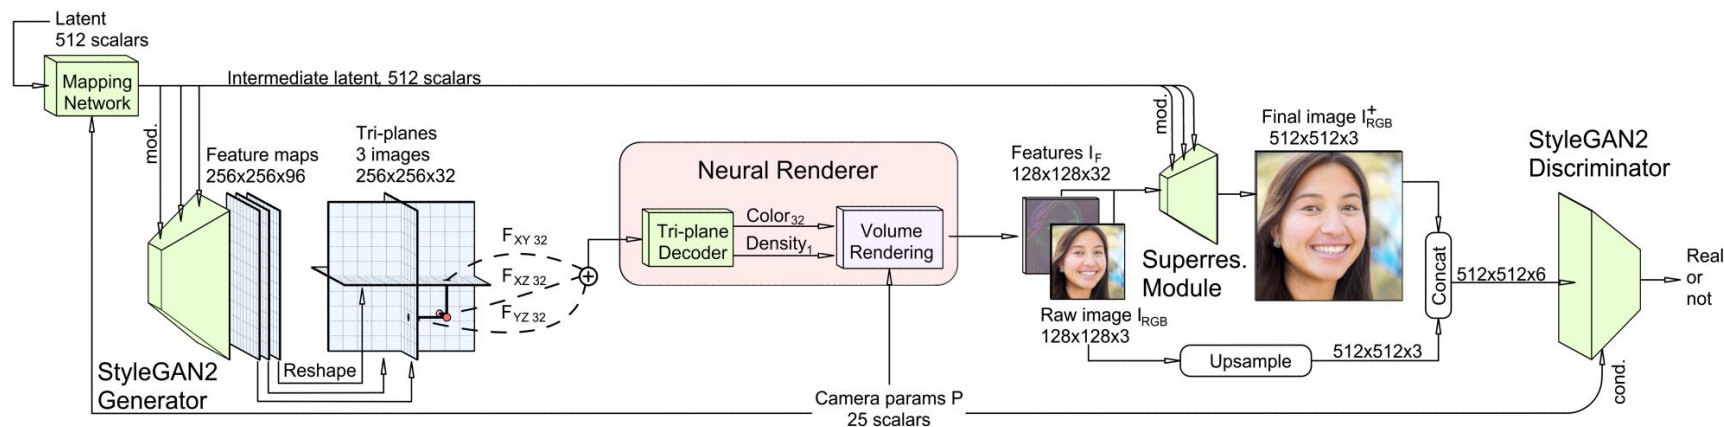 Latent
512 scalars
Mapping
Network
Intermediate latent, 512 scalars
mod.
Feature maps
256x256x96
StyleGAN2
Generator
Reshape
Tri-planes
3 images
256x256x32
F_XY 32
F_XZ 32
F_YZ 32
Neural Renderer
Tri-plane
Decoder
Color32
Density1
Volume
Rendering
Camera params P
25 scalars
Features I_F
128x128x32
Raw image I_RGB
128x128x3
mod.
Superres.
Module
Upsample
512x512x3
Final image I+RGB
512x512x3
Concat
512x512x6
StyleGAN2
Discriminator
cond.
Real
or
not